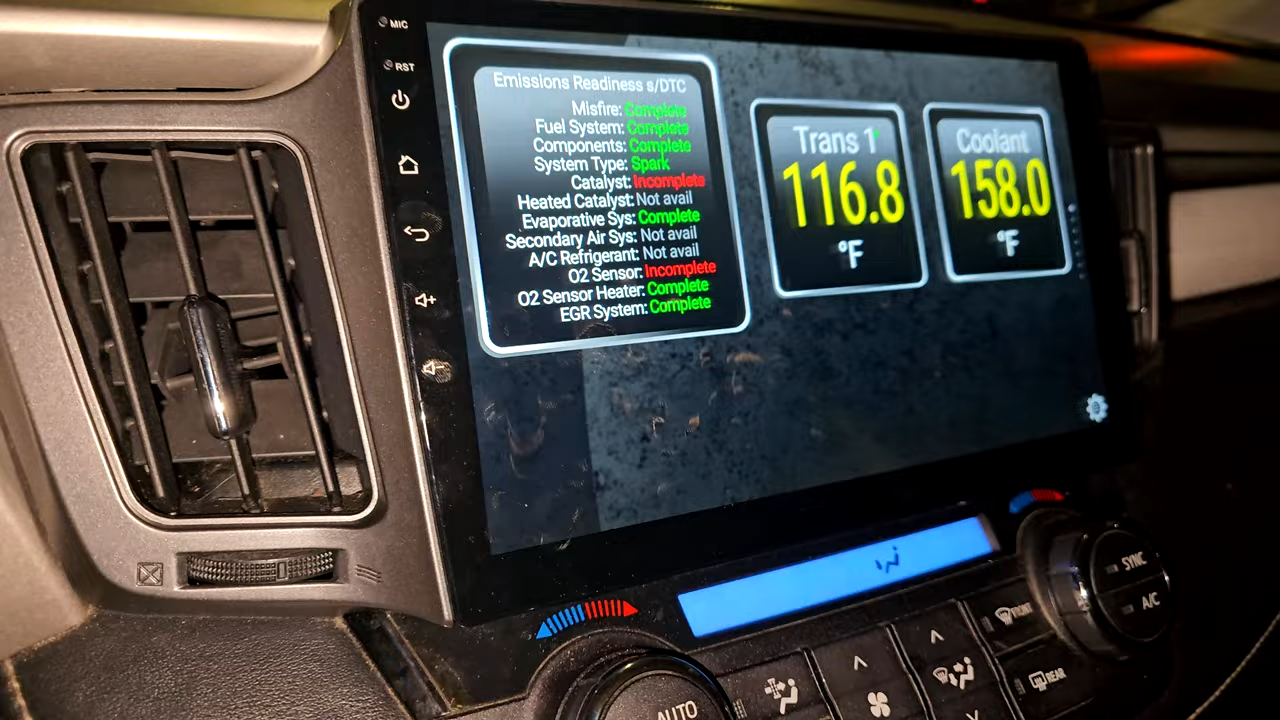 MIC
RST
Emissions Readiness s/DTC
Misfire: Complete
Fuel System: Complete
Components: Complete
System Type: Spark
Catalyst: Incomplete
Heated Catalyst: Not avail
Evaporative Sys: Complete
Secondary Air Sys: Not avail
A/C Refrigerant: Not avail
O2 Sensor: Incomplete
O2 Sensor Heater: Complete
EGR System: Complete
Trans 1
116.8
°F
Coolant
158.0
°F
SYNC
A/C
FRONT
REAR
AUTO